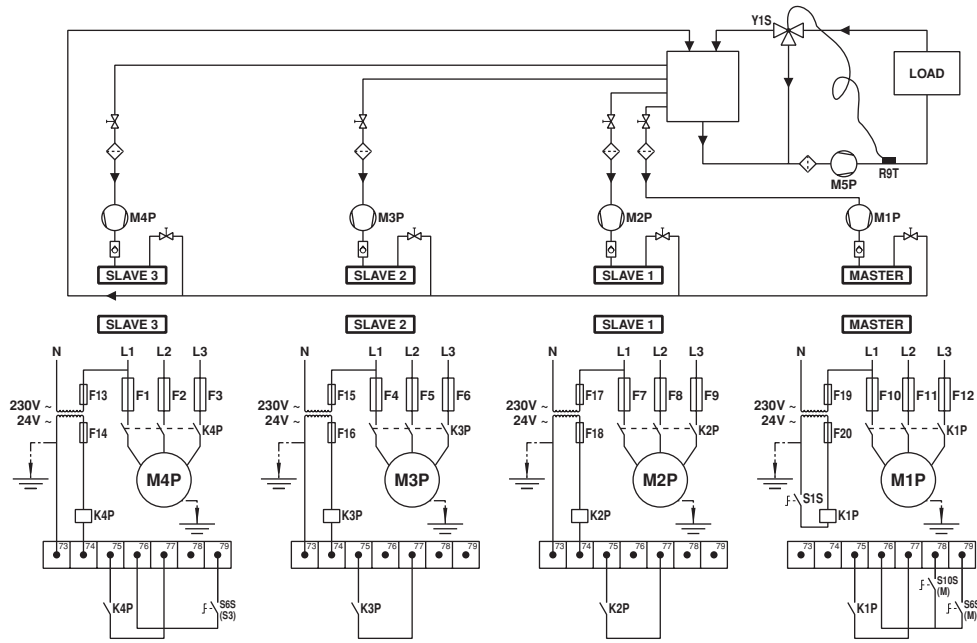 Y1S
LOAD
R9T
M5P
M4P
M3P
M2P
M1P
SLAVE 3
SLAVE 2
SLAVE 1
MASTER
SLAVE 3
SLAVE 2
SLAVE 1
MASTER
N L1 L2 L3
N L1 L2 L3
N L1 L2 L3
N L1 L2 L3
F13 F1 F2 F3
F15 F4 F5 F6
F17 F7 F8 F9
F19 F10 F11 F12
230V ~
24V ~
F14
K4P
230V ~
24V ~
F16
K3P
230V ~
24V ~
F18
K2P
230V ~
24V ~
F20
K1P
M4P
M3P
M2P
M1P
S1S
K4P
K3P
K2P
K1P
73 74 75 76 77 78 79
73 74 75 76 77 78 79
73 74 75 76 77 78 79
73 74 75 76 77 78 79
K4P
S6S
(S3)
K3P
K2P
K1P
S10S
(M)
S6S
(M)